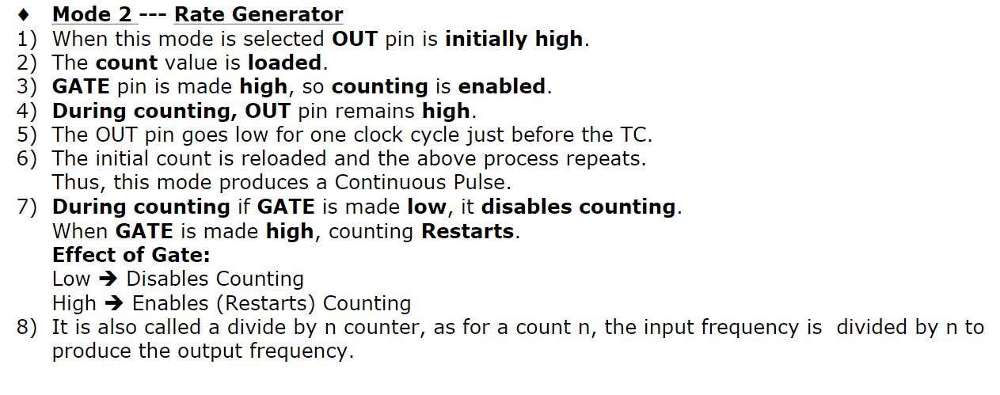 ♦ Mode 2 --- Rate Generator
1) When this mode is selected OUT pin is initially high.
2) The count value is loaded.
3) GATE pin is made high, so counting is enabled.
4) During counting, OUT pin remains high.
5) The OUT pin goes low for one clock cycle just before the TC.
6) The initial count is reloaded and the above process repeats.
Thus, this mode produces a Continuous Pulse.
7) During counting if GATE is made low, it disables counting.
When GATE is made high, counting Restarts.
Effect of Gate:
Low ➔ Disables Counting
High ➔ Enables (Restarts) Counting
8) It is also called a divide by n counter, as for a count n, the input frequency is divided by n to
produce the output frequency.